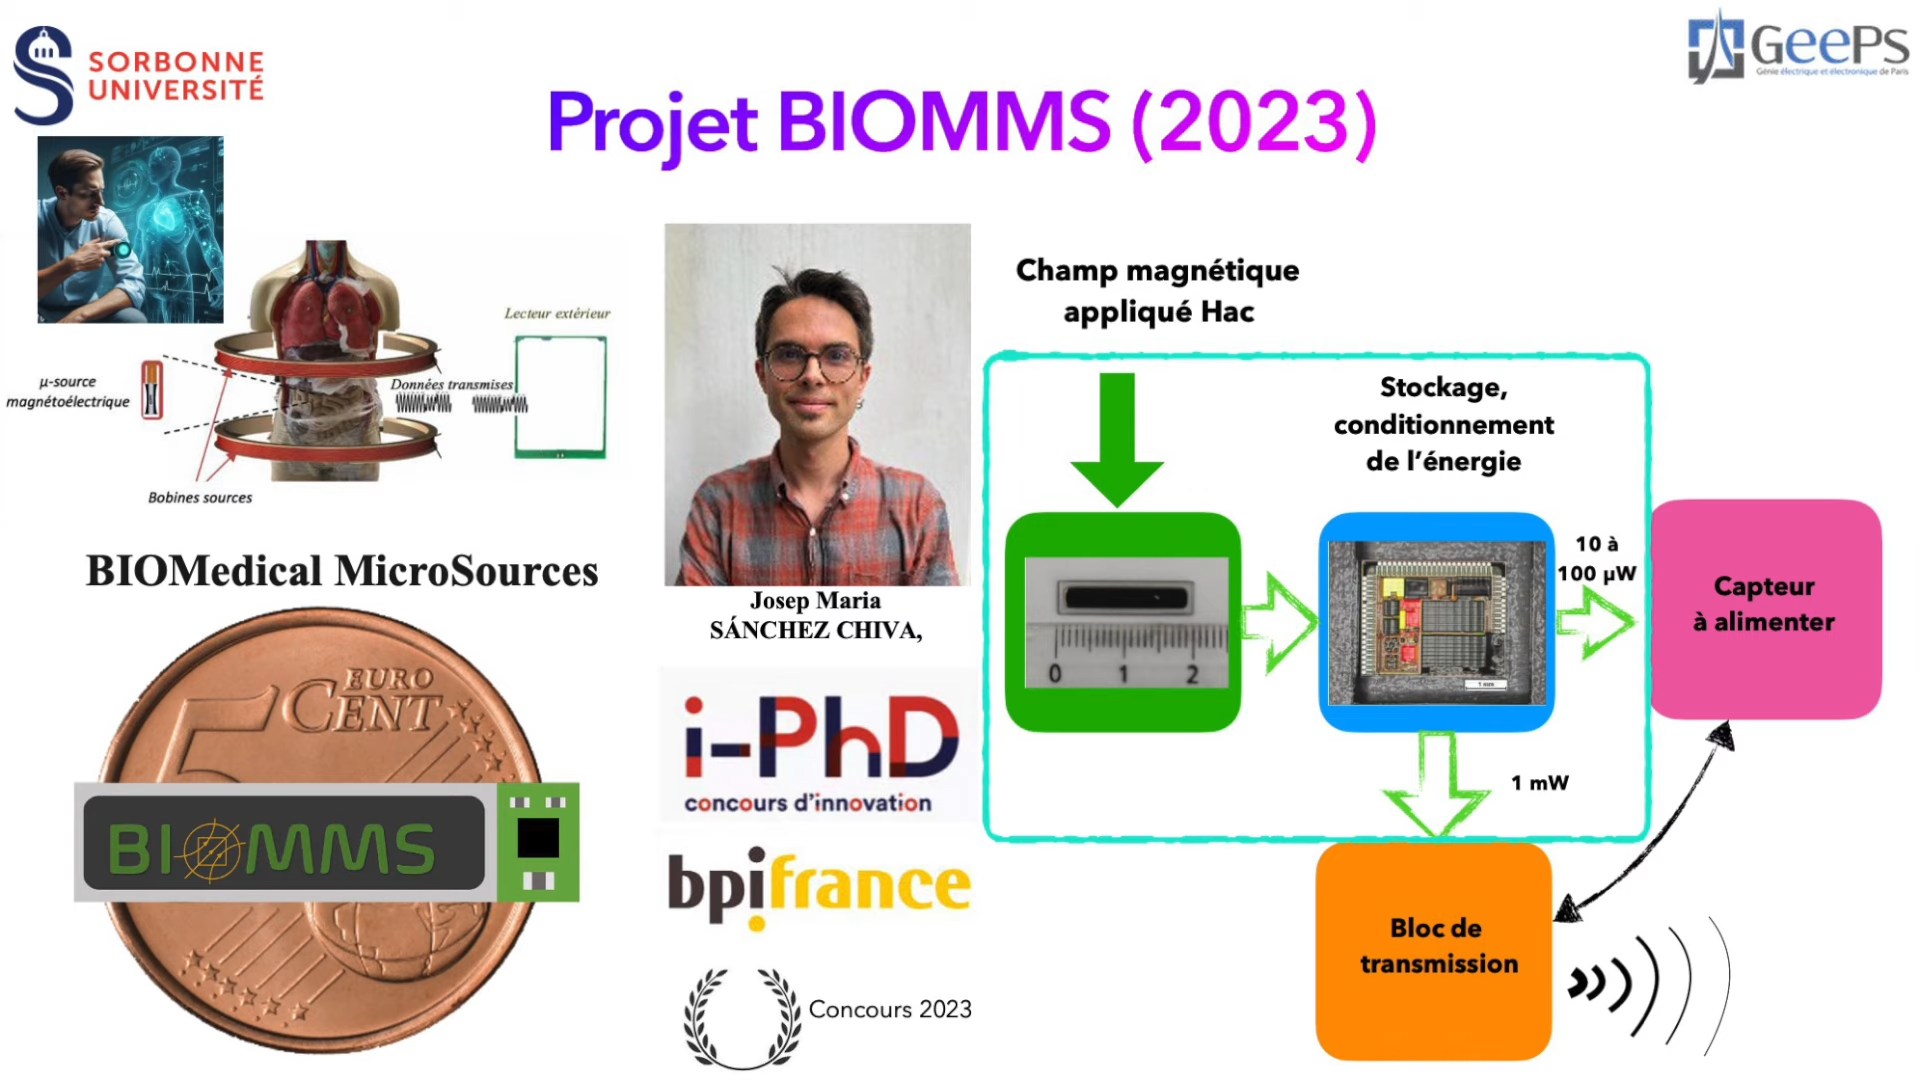 SORBONNE
UNIVERSITÉ
GeePs
Génie électrique et électronique de Paris
Projet BIOMMS (2023)
Lecteur extérieur
µ-source
magnétoélectrique
Données transmises
Bobines sources
BIOMedical MicroSources
5 EURO
CENT
BIOMMS
Josep Maria
SÁNCHEZ CHIVA,
i-PhD
concours d'innovation
bpifrance
Concours 2023
Champ magnétique
appliqué Hac
Stockage,
conditionnement
de l'énergie
0 1 2
1 mm
10 à
100 µW
Capteur
à alimenter
1 mW
Bloc de
transmission